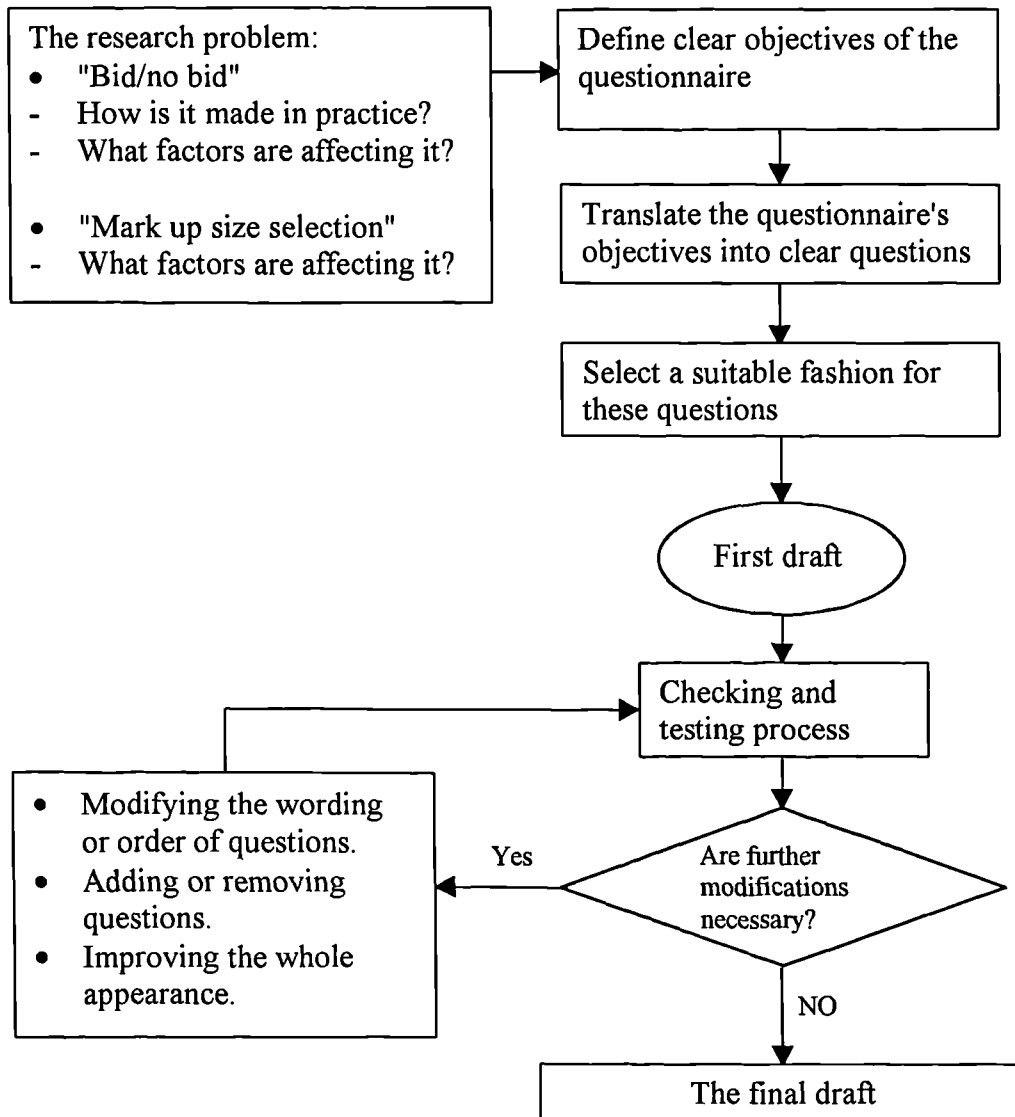 The research problem:
• "Bid/no bid"
- How is it made in practice?
- What factors are affecting it?
• "Mark up size selection"
- What factors are affecting it?
Define clear objectives of the
questionnaire
Translate the questionnaire's
objectives into clear questions
Select a suitable fashion for
these questions
First draft
Checking and
testing process
Are further
modifications
necessary?
Yes
• Modifying the wording
or order of questions.
• Adding or removing
questions.
• Improving the whole
appearance.
NO
The final draft